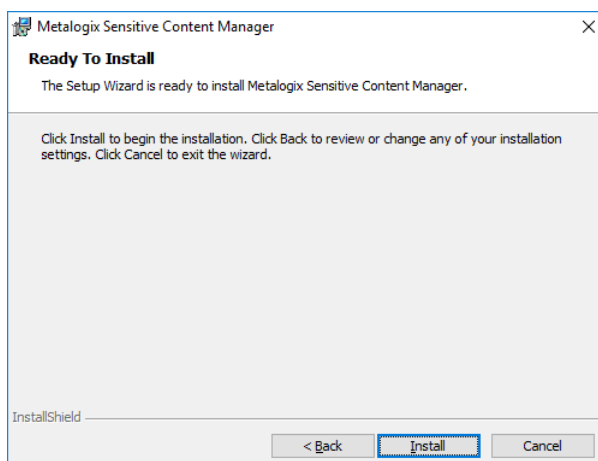 Metalogix Sensitive Content Manager
Ready To Install
The Setup Wizard is ready to install Metalogix Sensitive Content Manager.
Click Install to begin the installation. Click Back to review or change any of your installation
settings. Click Cancel to exit the wizard.
InstallShield
< Back Install Cancel